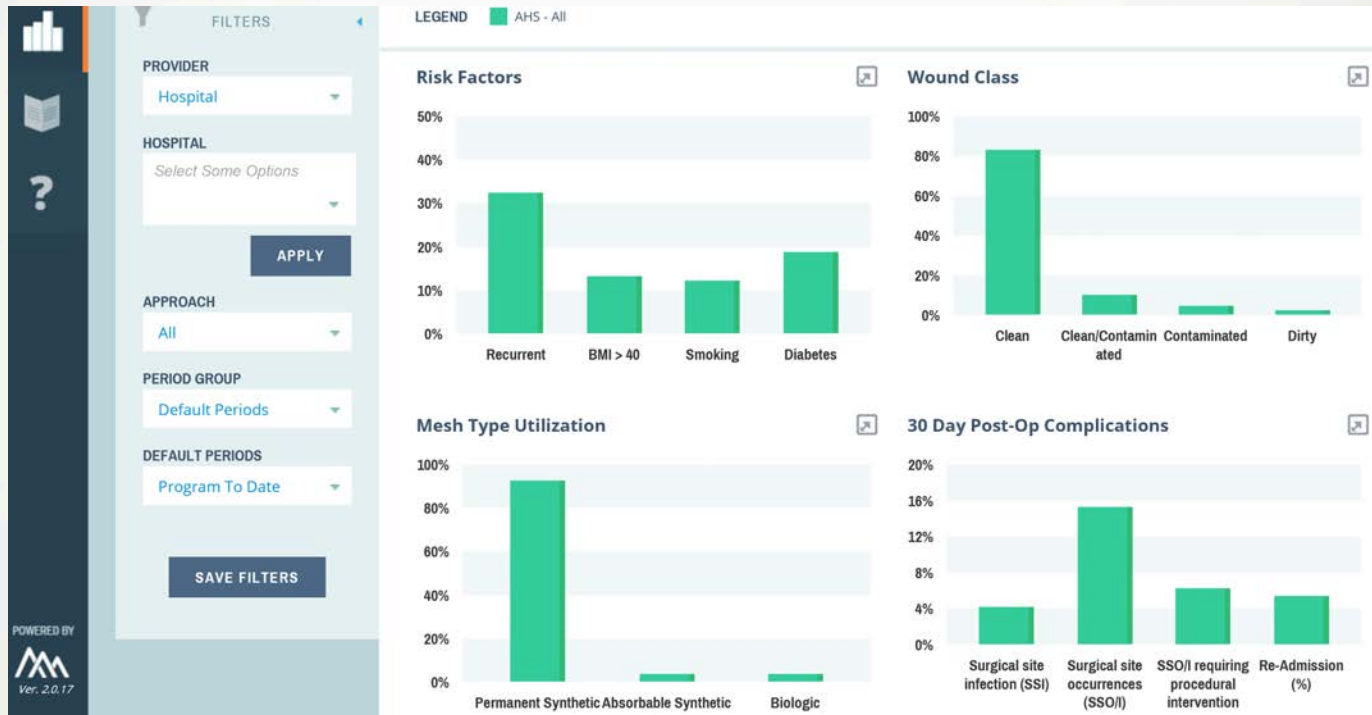 FILTERS
PROVIDER
Hospital
HOSPITAL
Select Some Options
APPLY
APPROACH
All
PERIOD GROUP
Default Periods
DEFAULT PERIODS
Program To Date
SAVE FILTERS
?
POWERED BY
Ver. 2.0.17
LEGEND AHS - All
Risk Factors
50%
40%
30%
20%
10%
0%
Recurrent BMI > 40 Smoking Diabetes
Wound Class
100%
80%
60%
40%
20%
0%
Clean Clean/Contamin Contaminated Dirty
ated
Mesh Type Utilization
100%
80%
60%
40%
20%
0%
Permanent Synthetic Absorbable Synthetic Biologic
30 Day Post-Op Complications
20%
16%
12%
8%
4%
0%
Surgical site Surgical site SSO/I requiring Re-Admission
infection (SSI) occurrences procedural (%)
(SSO/I) intervention